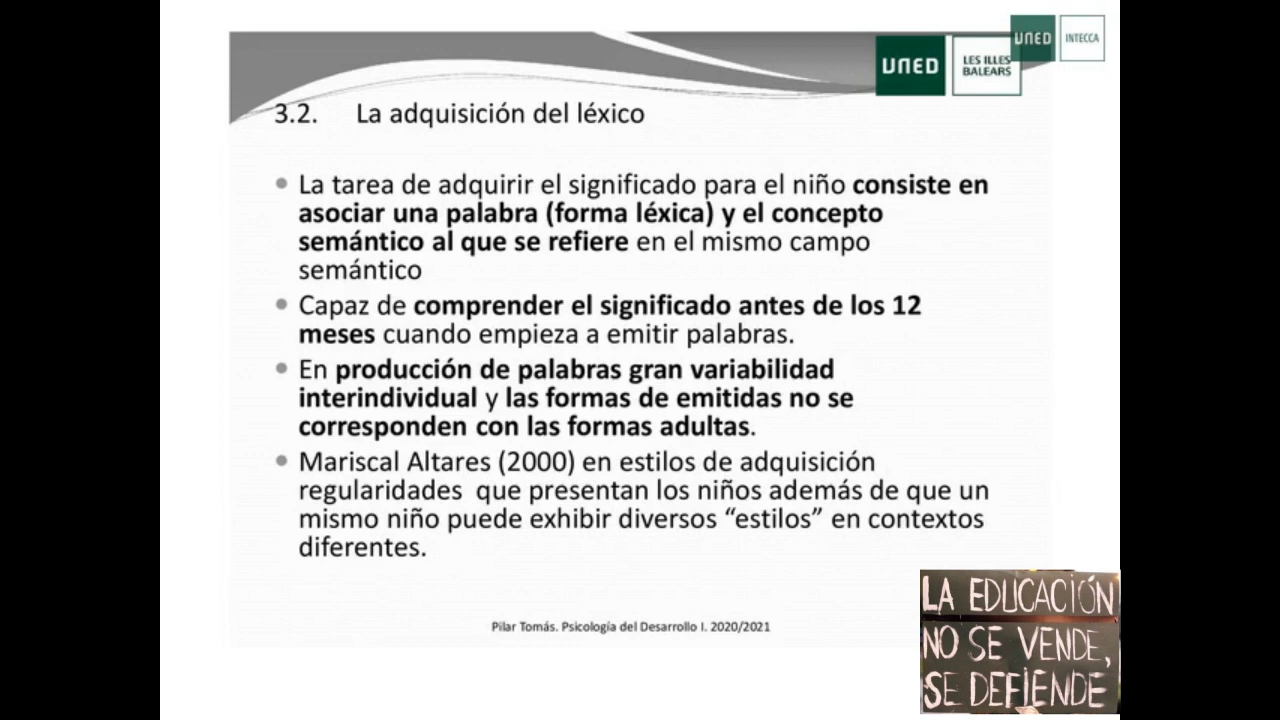 UNED
INTECCA
UNED
LES ILLES
BALEARS
3.2. La adquisición del léxico
La tarea de adquirir el significado para el niño consiste en
asociar una palabra (forma léxica) y el concepto
semántico al que se refiere en el mismo campo
semántico
Capaz de comprender el significado antes de los 12
meses cuando empieza a emitir palabras.
En producción de palabras gran variabilidad
interindividual y las formas de emitidas no se
corresponden con las formas adultas.
Mariscal Altares (2000) en estilos de adquisición
regularidades que presentan los niños además de que un
mismo niño puede exhibir diversos “estilos” en contextos
diferentes.
Pilar Tomás. Psicología del Desarrollo I. 2020/2021
LA EDUCACIÓN
NO SE VENDE,
SE DEFIENDE